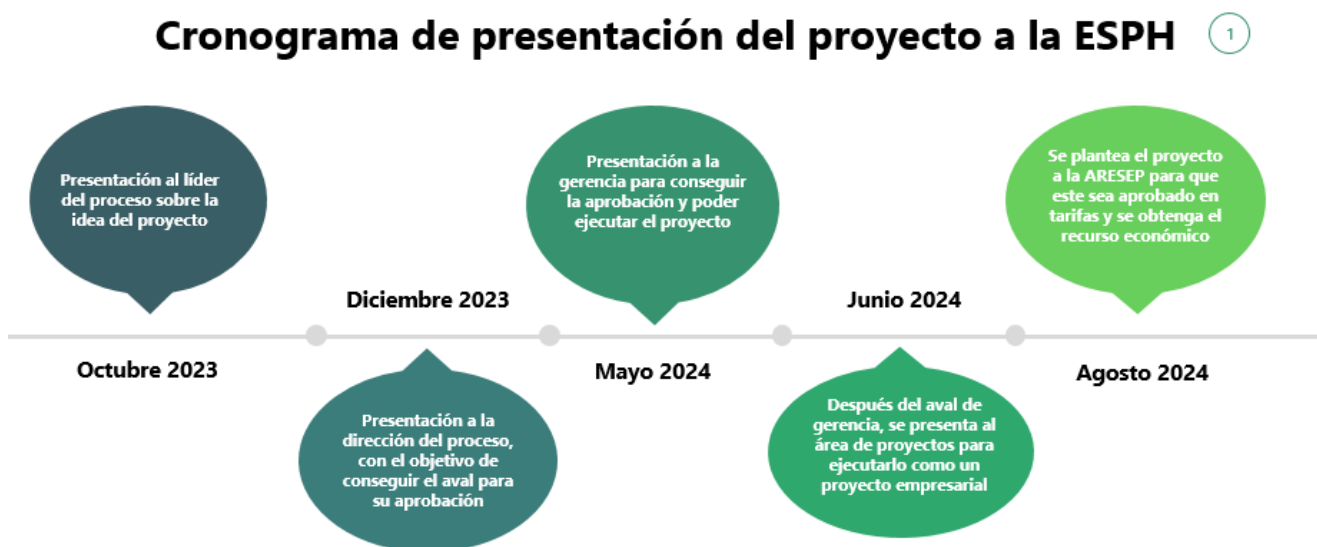 Cronograma de presentación del proyecto a la ESPH
1
Presentación al líder
del proceso sobre la
idea del proyecto
Octubre 2023
Diciembre 2023
Presentación a la
dirección del proceso,
con el objetivo de
conseguir el aval para
su aprobación
Presentación a la
gerencia para conseguir
la aprobación y poder
ejecutar el proyecto
Mayo 2024
Junio 2024
Después del aval de
gerencia, se presenta al
área de proyectos para
ejecutarlo como un
proyecto empresarial
Se plantea el proyecto
a la ARESEP para que
este sea aprobado en
tarifas y se obtenga el
recurso económico
Agosto 2024